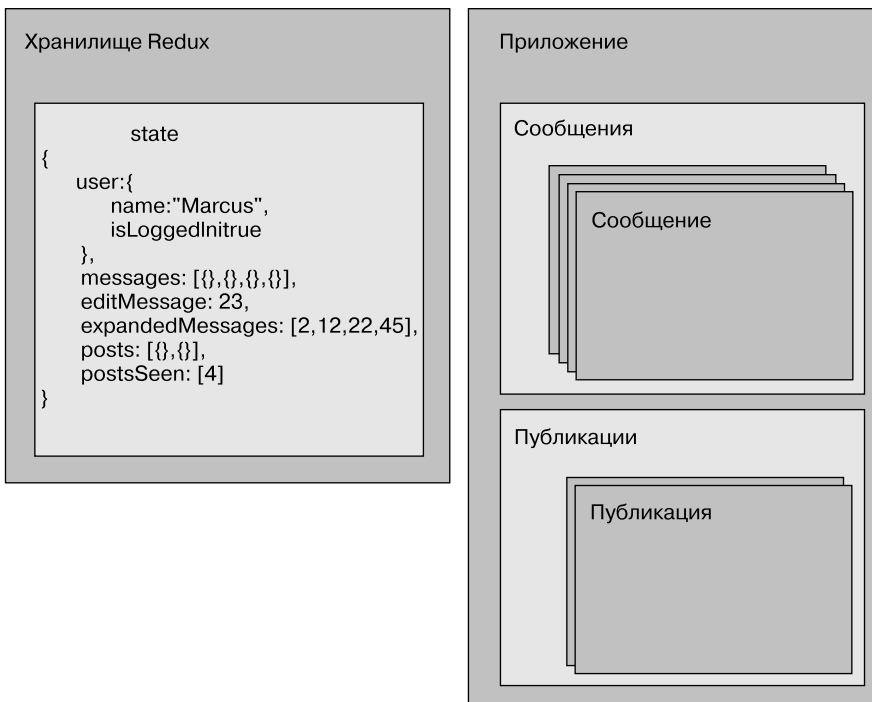 Хранилище Redux
state
{
user:{
name:"Marcus",
isLoggedInitrue
},
messages: [{},{},{},{}],
editMessage: 23,
expandedMessages: [2,12,22,45],
posts: [{},{}],
postsSeen: [4]
}
Приложение
Сообщения
Сообщение
Публикации
Публикация